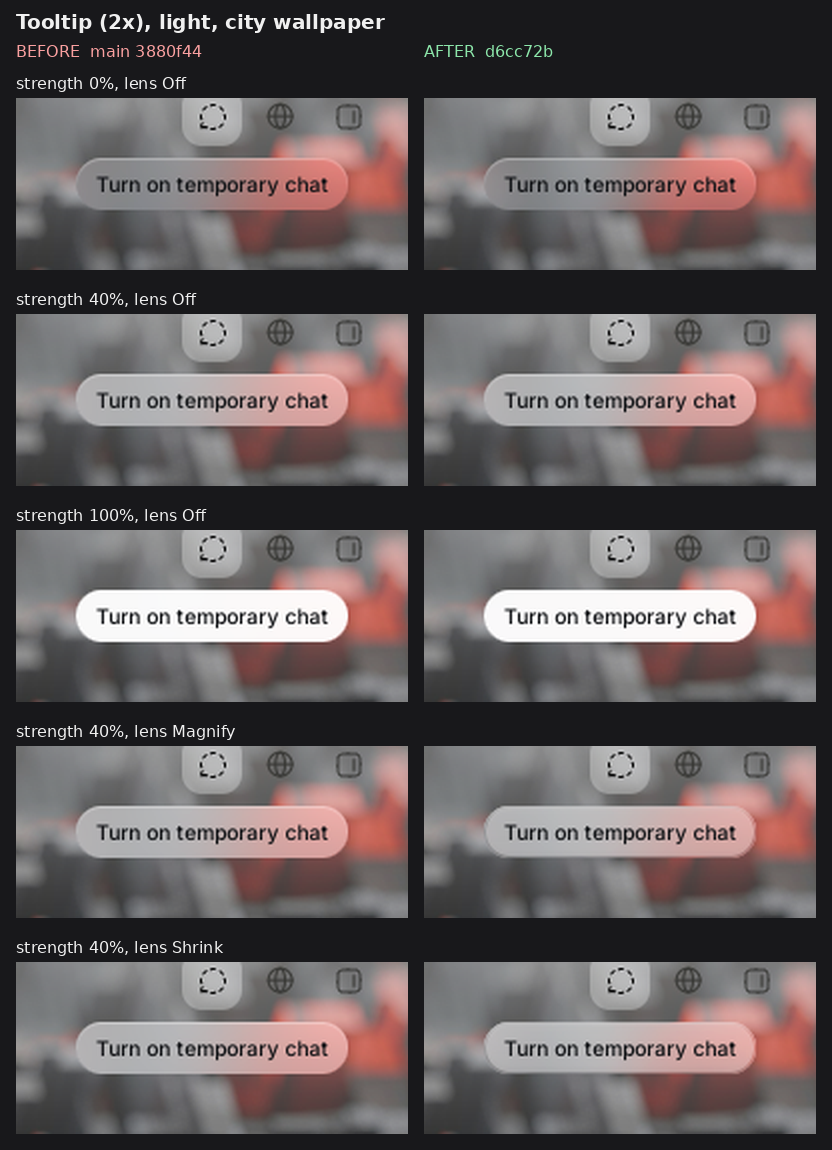 Tooltip (2x), light, city wallpaper
BEFORE main 3880f44
AFTER d6cc72b
strength 0%, lens Off
Turn on temporary chat
Turn on temporary chat
strength 40%, lens Off
Turn on temporary chat
Turn on temporary chat
strength 100%, lens Off
Turn on temporary chat
Turn on temporary chat
strength 40%, lens Magnify
Turn on temporary chat
Turn on temporary chat
strength 40%, lens Shrink
Turn on temporary chat
Turn on temporary chat